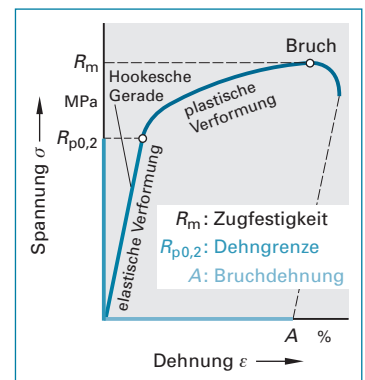 Bruch
Rm
Hookesche
Gerade
MPa
plastische
Verformung
Rp0,2
Spannung σ
elastische Verformung
Rm: Zugfestigkeit
Rp0,2: Dehngrenze
A: Bruchdehnung
A %
Dehnung ε